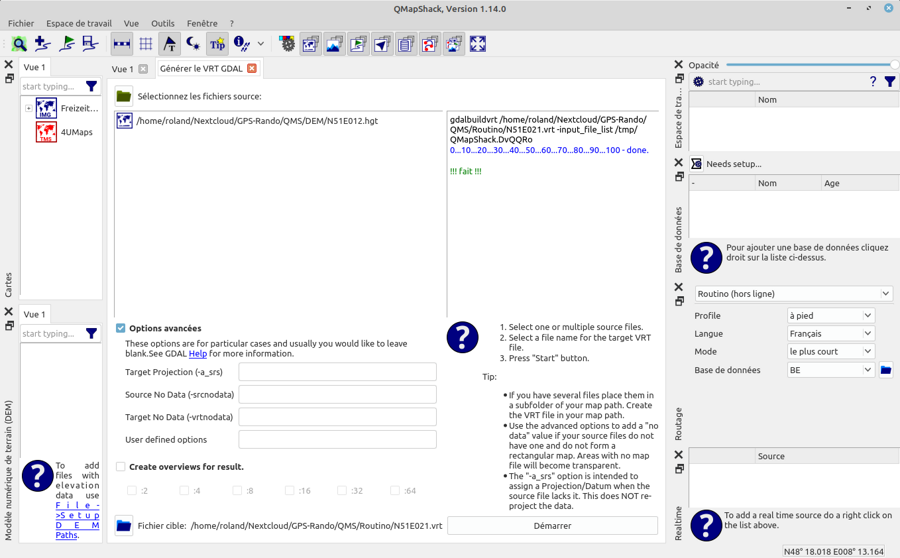 QMapShack, Version 1.14.0
Fichier Espace de travail Vue Outils Fenêtre ?
Vue 1
start typing...
Freizeit...
4UMaps
Cartes
Vue 1
start typing...
Modèle numérique de terrain (DEM)
To add
files with
elevation
data use
File-
>Setup
DEM
Paths.
Vue 1
Générer le VRT GDAL
Sélectionnez les fichiers source:
/home/roland/Nextcloud/GPS-Rando/QMS/DEM/N51E012.hgt
gdalbuildvrt /home/roland/Nextcloud/GPS-Rando/
QMS/Routino/N51E021.vrt -input_file_list /tmp/
QMapShack.DvQQRo
0...10...20...30...40...50...60...70...80...90...100 - done.
!!! fait !!!
Options avancées
These options are for particular cases and usually you would like to leave
blank.See GDAL Help for more information.
Target Projection (-a_srs)
Source No Data (-srcnodata)
Target No Data (-vrtnodata)
User defined options
Create overviews for result.
:2 :4 :8 :16 :32 :64
Fichier cible: /home/roland/Nextcloud/GPS-Rando/QMS/Routino/N51E021.vrt
1. Select one or multiple source files.
2. Select a file name for the target VRT
file.
3. Press "Start" button.
Tip:
• If you have several files place them
in a subfolder of your map path. Create
the VRT file in your map path.
• Use the advanced options to add a "no
data" value if your source files do not
have one and do not form a
rectangular map. Areas with no map
file will become transparent.
• The "-a_srs" option is intended to
assign a Projection/Datum when the
source file lacks it. This does NOT re-
project the data.
Démarrer
Opacité
start typing...
?
Nom
Espace de tra...
Needs setup...
- Nom Age
Base de données
Pour ajouter une base de données cliquez
droit sur la liste ci-dessus.
Routino (hors ligne)
Profile à pied
Langue Français
Mode le plus court
Base de données BE
Routage
Source
Realtime
To add a real time source do a right click on
the list above.
N48° 18.018 E008° 13.164